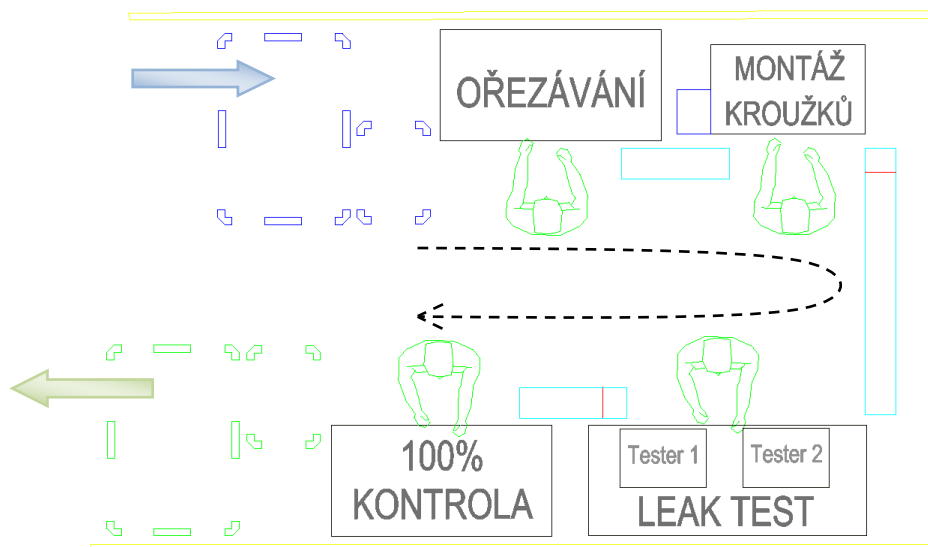 OŘEZÁVÁNÍ
MONTÁŽ
KROUŽKŮ
100%
KONTROLA
Tester 1
Tester 2
LEAK TEST